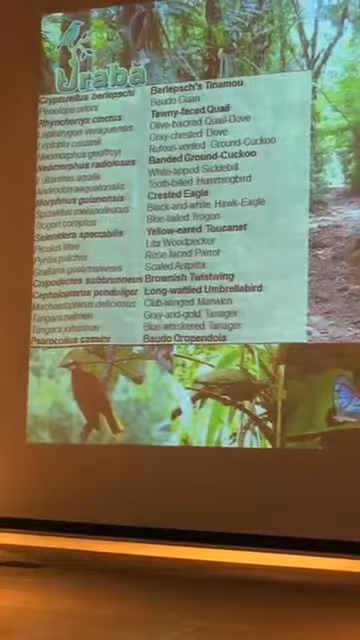 Urabá
Crypturellus berlepschi Berlepsch's Tinamou
Penelope ortoni Baudo Guan
Rhynchortyx cinctus Tawny-faced Quail
Leptotrygon veraguensis Olive-backed Quail-Dove
Leptotila cassinii Gray-chested Dove
Neomorphus geoffroyi Rufous-vented Ground-Cuckoo
Neomorphus radiolosus Banded Ground-Cuckoo
White-tipped Sicklebill
Androdon aequatorialis Tooth-billed Hummingbird
Morphnus guianensis Crested Eagle
Spizaetus melanoleucus Black-and-white Hawk-Eagle
Trogon comptus Blue-tailed Trogon
Selenidera spectabilis Yellow-eared Toucanet
Piculus litae Lita Woodpecker
Pyrilia pulchra Rose-faced Parrot
Grallaria guatimalensis Scaled Antpitta
Cnipodectes subbrunneus Brownish Twistwing
Cephalopterus penduliger Long-wattled Umbrellabird
Machaeropterus deliciosus Club-winged Manakin
Tangara palmeri Gray-and-gold Tanager
Tangara johannae Blue-whiskered Tanager
Psarocolius cassini Baudo Oropendola